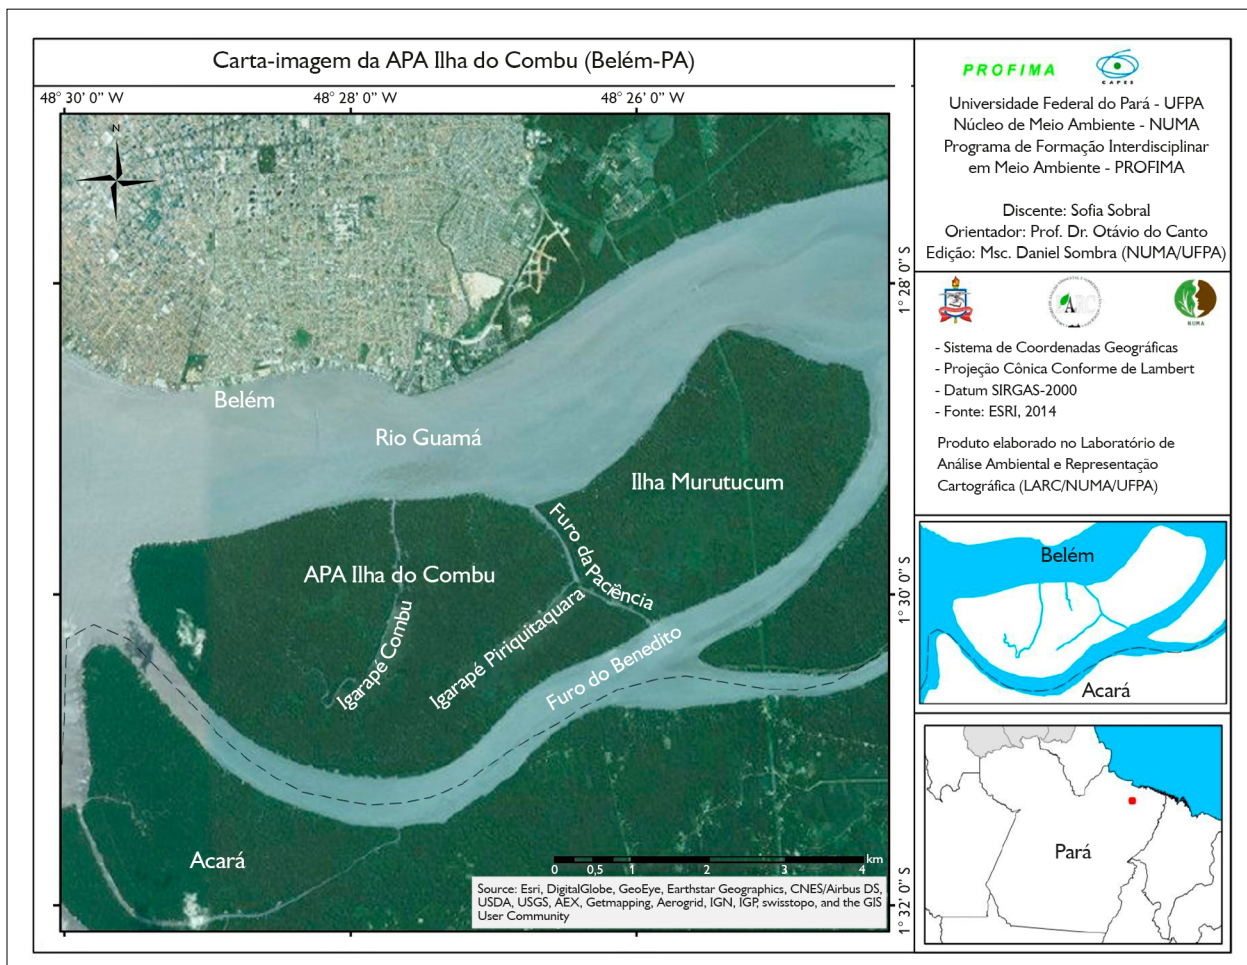 Carta-imagem da APA Ilha do Combu (Belém-PA)
48° 30' 0'' W
48° 28' 0'' W
48° 26' 0'' W
N
1° 28' 0'' S
1° 30' 0'' S
1° 32' 0'' S
Belém
Rio Guamá
Ilha Murutucum
Furo da Paciência
APA Ilha do Combu
Igarapé Combu
Igarapé Piriquitaquara
Furo do Benedito
Acará
0 0,5 1 2 3 4 km
Source: Esri, DigitalGlobe, GeoEye, Earthstar Geographics, CNES/Airbus DS,
USDA, USGS, AEX, Getmapping, Aerogrid, IGN, IGP, swisstopo, and the GIS
User Community
PROFIMA
CAPES
Universidade Federal do Pará - UFPA
Núcleo de Meio Ambiente - NUMA
Programa de Formação Interdisciplinar
em Meio Ambiente - PROFIMA
Discente: Sofia Sobral
Orientador: Prof. Dr. Otávio do Canto
Edição: Msc. Daniel Sombra (NUMA/UFPA)
LARC
NUMA
- Sistema de Coordenadas Geográficas
- Projeção Cônica Conforme de Lambert
- Datum SIRGAS-2000
- Fonte: ESRI, 2014
Produto elaborado no Laboratório de
Análise Ambiental e Representação
Cartográfica (LARC/NUMA/UFPA)
Belém
Acará
Pará